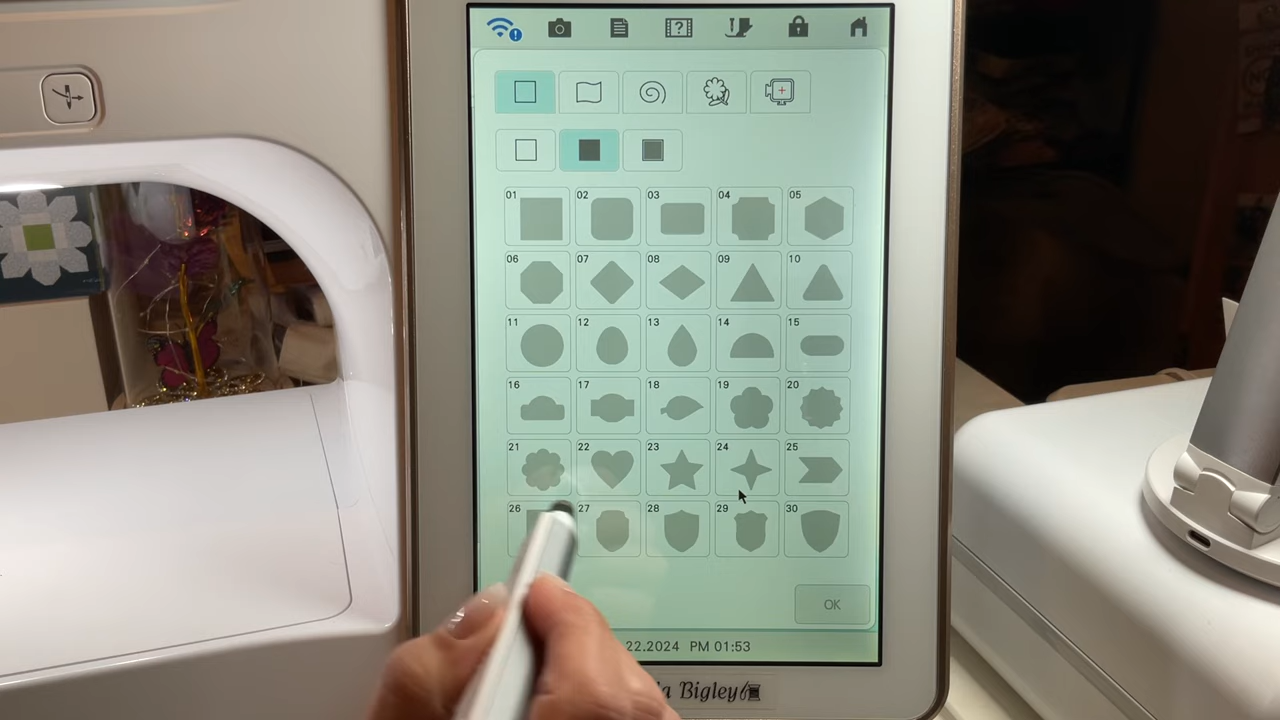 ?
01 02 03 04 05
06 07 08 09 10
11 12 13 14 15
16 17 18 19 20
21 22 23 24 25
26 27 28 29 30
OK
22.2024 PM 01:53
Bigley